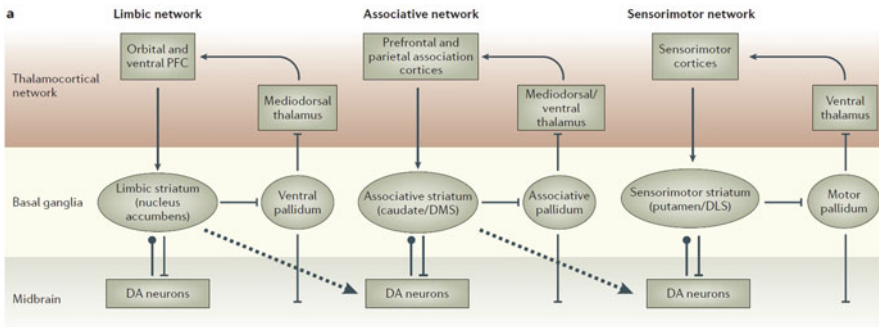 a
Limbic network
Associative network
Sensorimotor network
Thalamocortical
network
Orbital and
ventral PFC
Mediodorsal
thalamus
Prefrontal and
parietal association
cortices
Mediodorsal/
ventral
thalamus
Sensorimotor
cortices
Ventral
thalamus
Basal ganglia
Limbic striatum
(nucleus
accumbens)
Ventral
pallidum
Associative striatum
(caudate/DMS)
Associative
pallidum
Sensorimotor striatum
(putamen/DLS)
Motor
pallidum
Midbrain
DA neurons
DA neurons
DA neurons